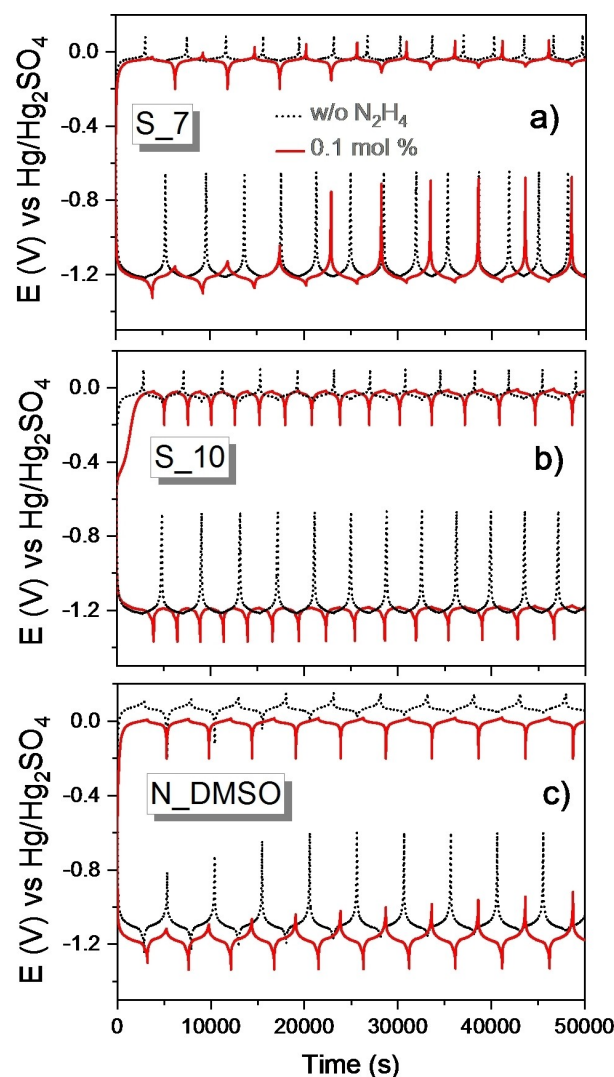 E (V) vs Hg/Hg₂SO₄
0.0
−0.4
−0.8
−1.2
S_7
w/o N₂H₄
0.1 mol %
a)
E (V) vs Hg/Hg₂SO₄
0.0
−0.4
−0.8
−1.2
S_10
b)
E (V) vs Hg/Hg₂SO₄
0.0
−0.4
−0.8
−1.2
N_DMSO
c)
0 10000 20000 30000 40000 50000
Time (s)